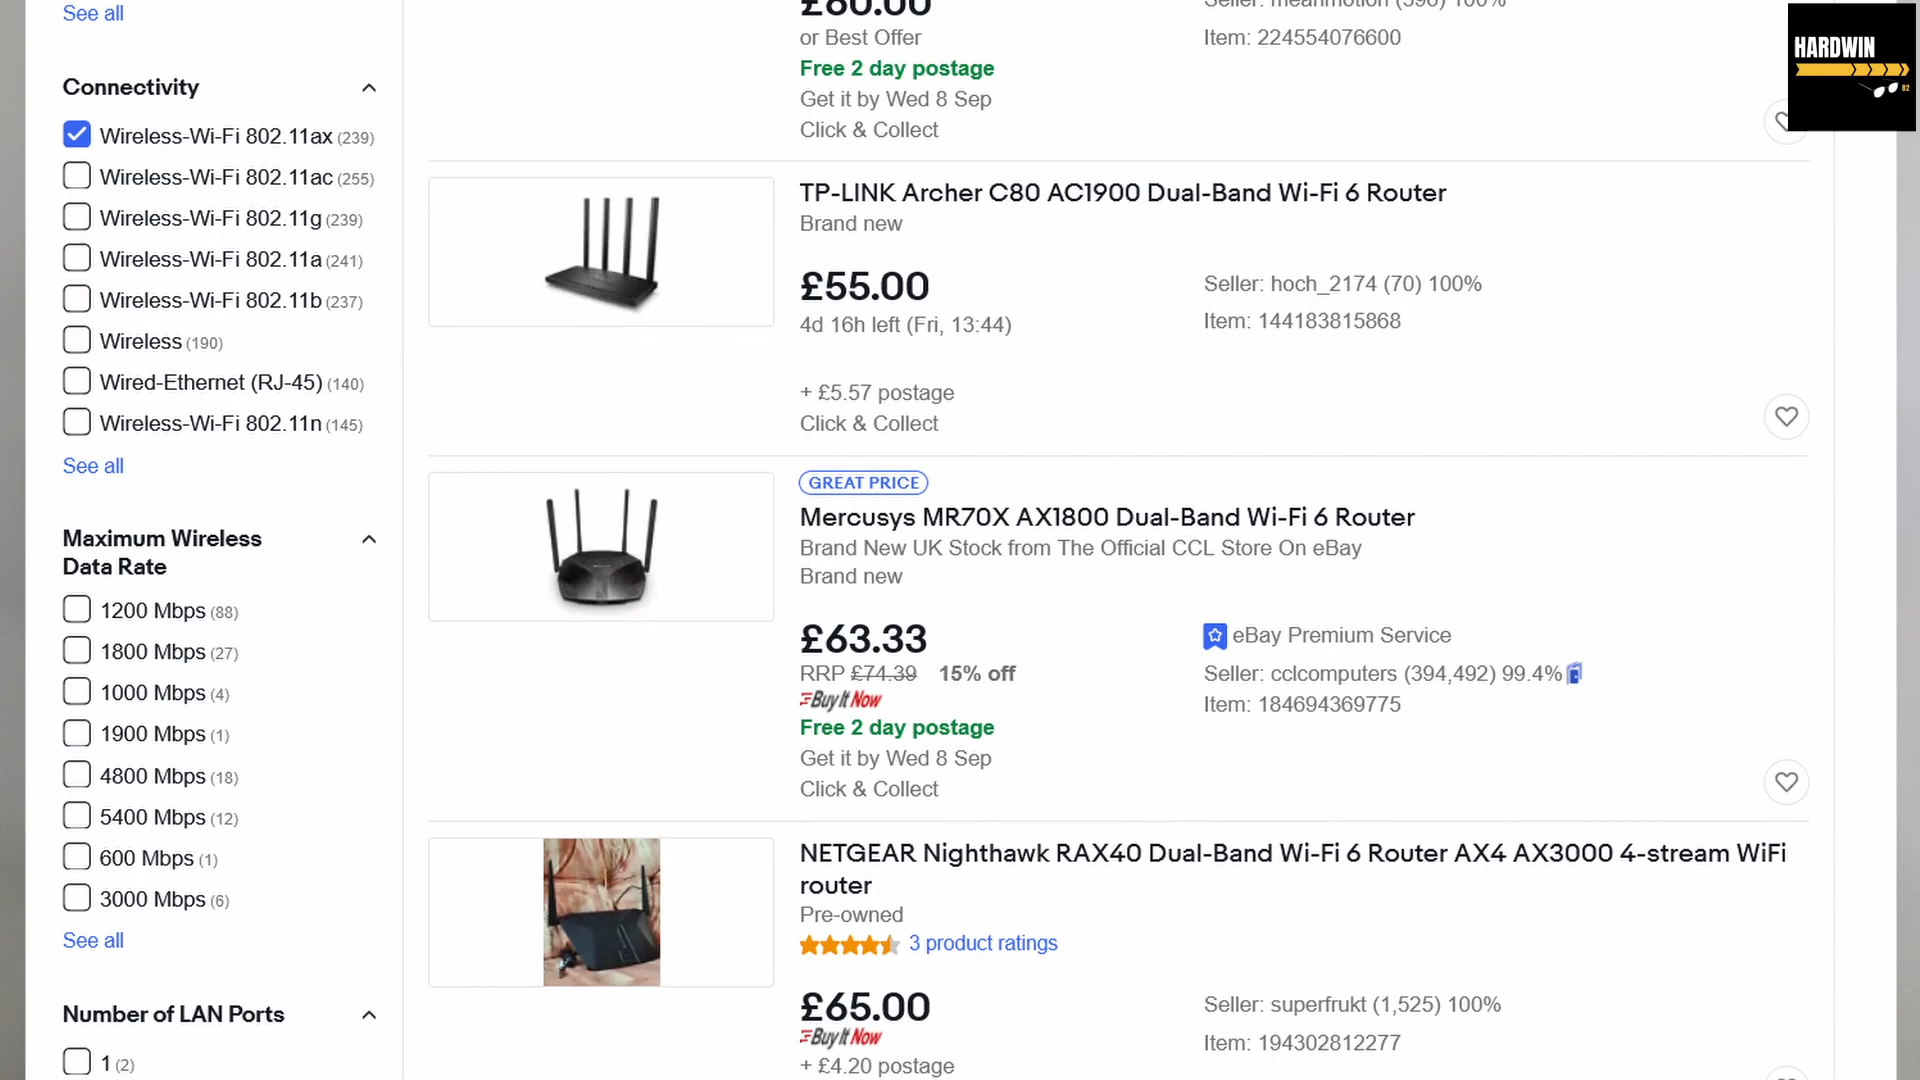 See all
Connectivity
Wireless-Wi-Fi 802.11ax (239)
Wireless-Wi-Fi 802.11ac (255)
Wireless-Wi-Fi 802.11g (239)
Wireless-Wi-Fi 802.11a (241)
Wireless-Wi-Fi 802.11b (237)
Wireless (190)
Wired-Ethernet (RJ-45) (140)
Wireless-Wi-Fi 802.11n (145)
See all
Maximum Wireless
Data Rate
1200 Mbps (88)
1800 Mbps (27)
1000 Mbps (4)
1900 Mbps (1)
4800 Mbps (18)
5400 Mbps (12)
600 Mbps (1)
3000 Mbps (6)
See all
Number of LAN Ports
1 (2)
£60.00
or Best Offer
Free 2 day postage
Get it by Wed 8 Sep
Click & Collect
Seller: meanmotion (396) 100%
Item: 224554076600
HARDWIN
82
TP-LINK Archer C80 AC1900 Dual-Band Wi-Fi 6 Router
Brand new
£55.00
4d 16h left (Fri, 13:44)
+ £5.57 postage
Click & Collect
Seller: hoch_2174 (70) 100%
Item: 144183815868
GREAT PRICE
Mercusys MR70X AX1800 Dual-Band Wi-Fi 6 Router
Brand New UK Stock from The Official CCL Store On eBay
Brand new
£63.33
RRP £74.39 15% off
Buy It Now
Free 2 day postage
Get it by Wed 8 Sep
Click & Collect
eBay Premium Service
Seller: cclcomputers (394,492) 99.4%
Item: 184694369775
NETGEAR Nighthawk RAX40 Dual-Band Wi-Fi 6 Router AX4 AX3000 4-stream WiFi
router
Pre-owned
3 product ratings
£65.00
Buy It Now
+ £4.20 postage
Seller: superfrukt (1,525) 100%
Item: 194302812277